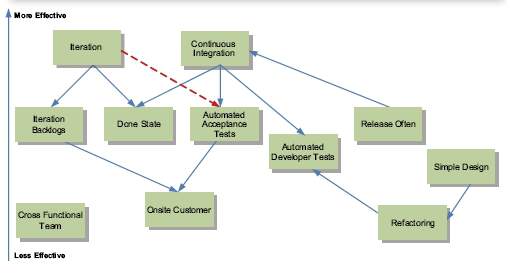 More Effective
Iteration
Continuous
Integration
Iteration
Backlogs
Done State
Automated
Acceptance
Tests
Automated
Developer Tests
Release Often
Simple Design
Cross Functional
Team
Onsite Customer
Refactoring
Less Effective